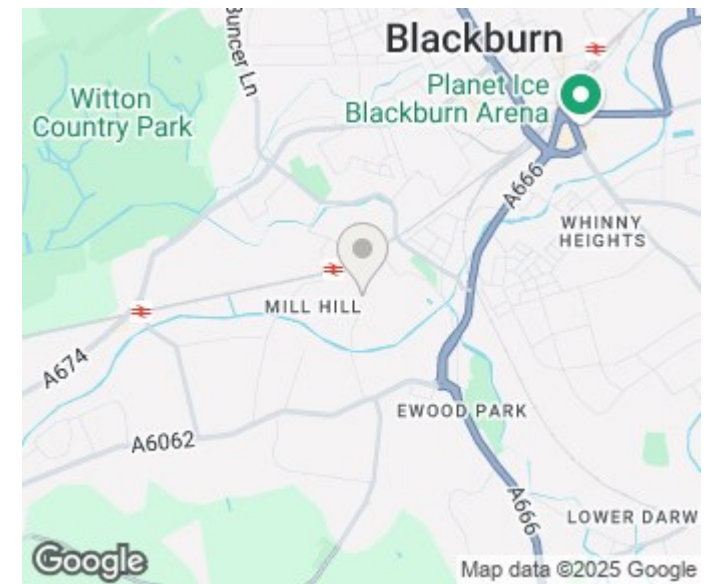 Buncer Ln
Blackburn
Witton
Country Park
Planet Ice
Blackburn Arena
A666
WHINNY
HEIGHTS
MILL HILL
A674
EWOOD PARK
A6062
A666
LOWER DARW
Google
Map data ©2025 Google